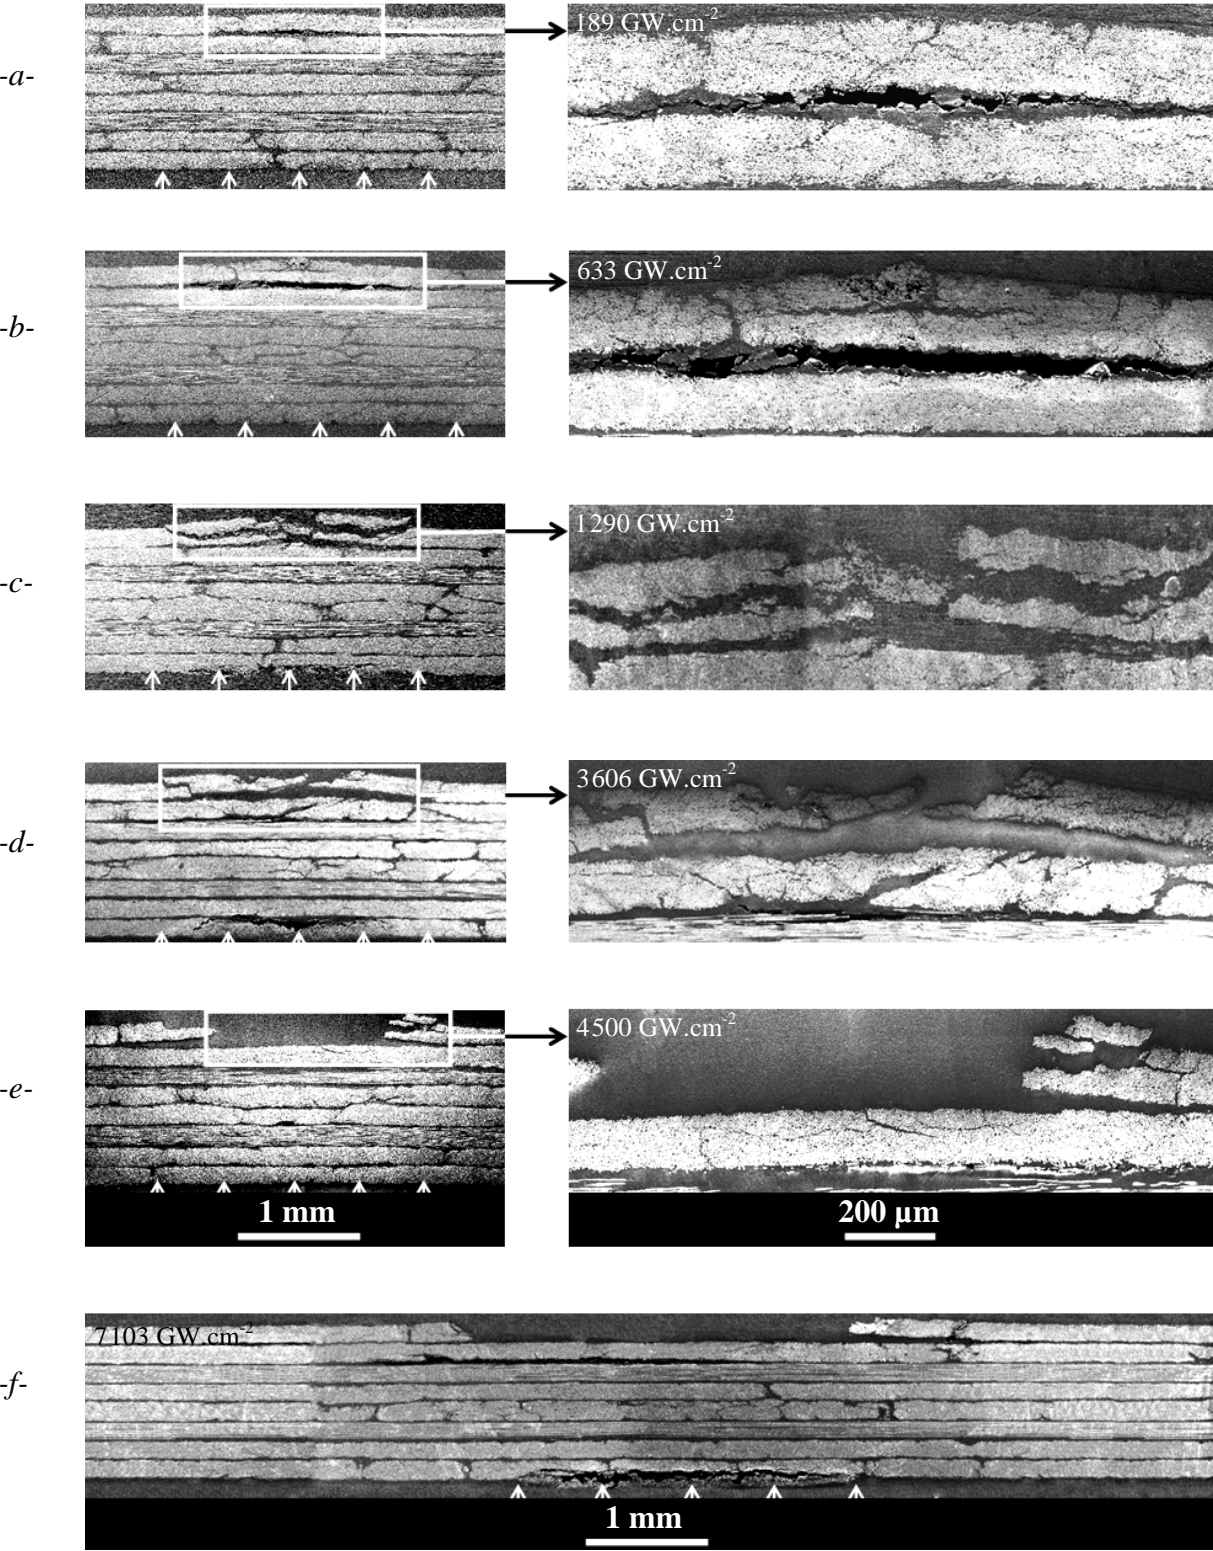 -a-
189 GW.cm-2
-b-
633 GW.cm-2
-c-
1290 GW.cm-2
-d-
3606 GW.cm-2
-e-
4500 GW.cm-2
1 mm
200 µm
-f-
7103 GW.cm-2
1 mm